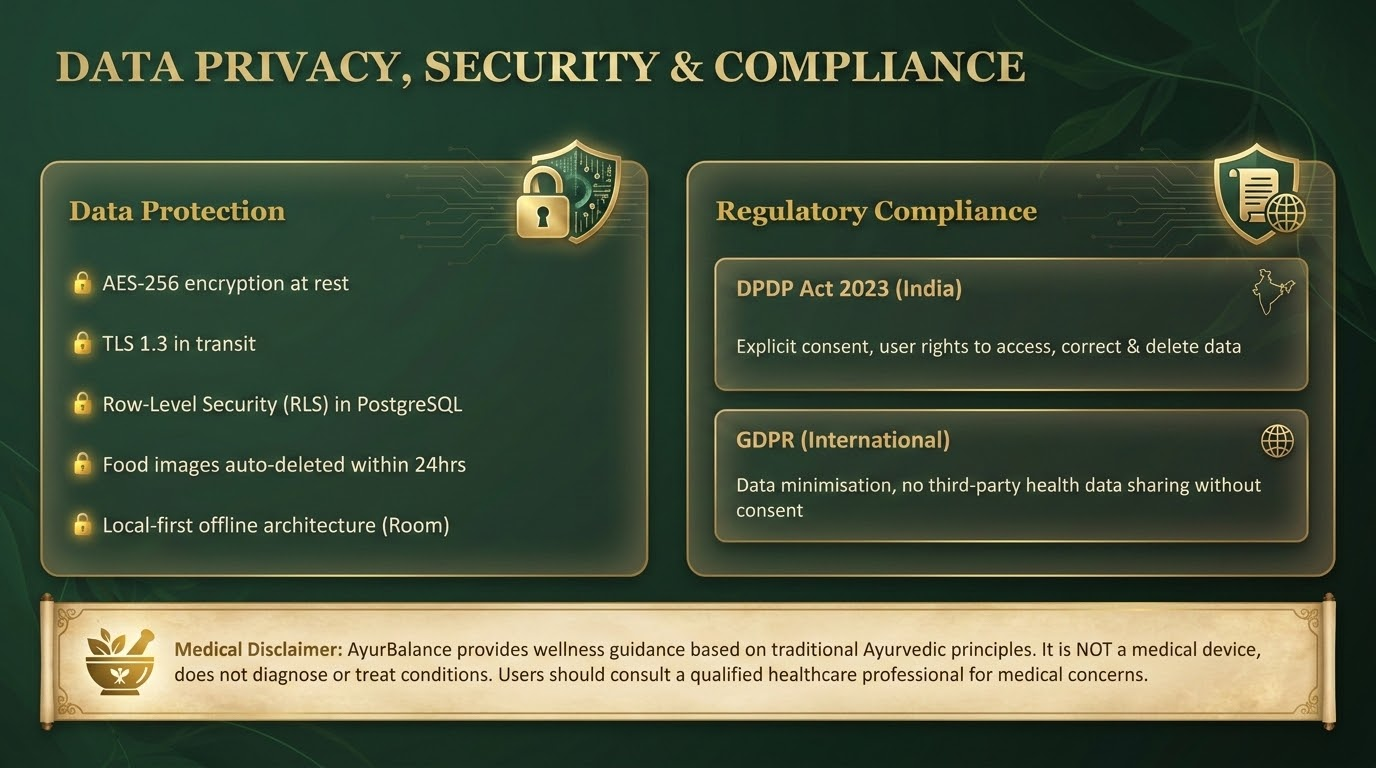 DATA PRIVACY, SECURITY & COMPLIANCE
Data Protection
AES-256 encryption at rest
TLS 1.3 in transit
Row-Level Security (RLS) in PostgreSQL
Food images auto-deleted within 24hrs
Local-first offline architecture (Room)
Regulatory Compliance
DPDP Act 2023 (India)
Explicit consent, user rights to access, correct & delete data
GDPR (International)
Data minimisation, no third-party health data sharing without
consent
Medical Disclaimer: AyurBalance provides wellness guidance based on traditional Ayurvedic principles. It is NOT a medical device,
does not diagnose or treat conditions. Users should consult a qualified healthcare professional for medical concerns.